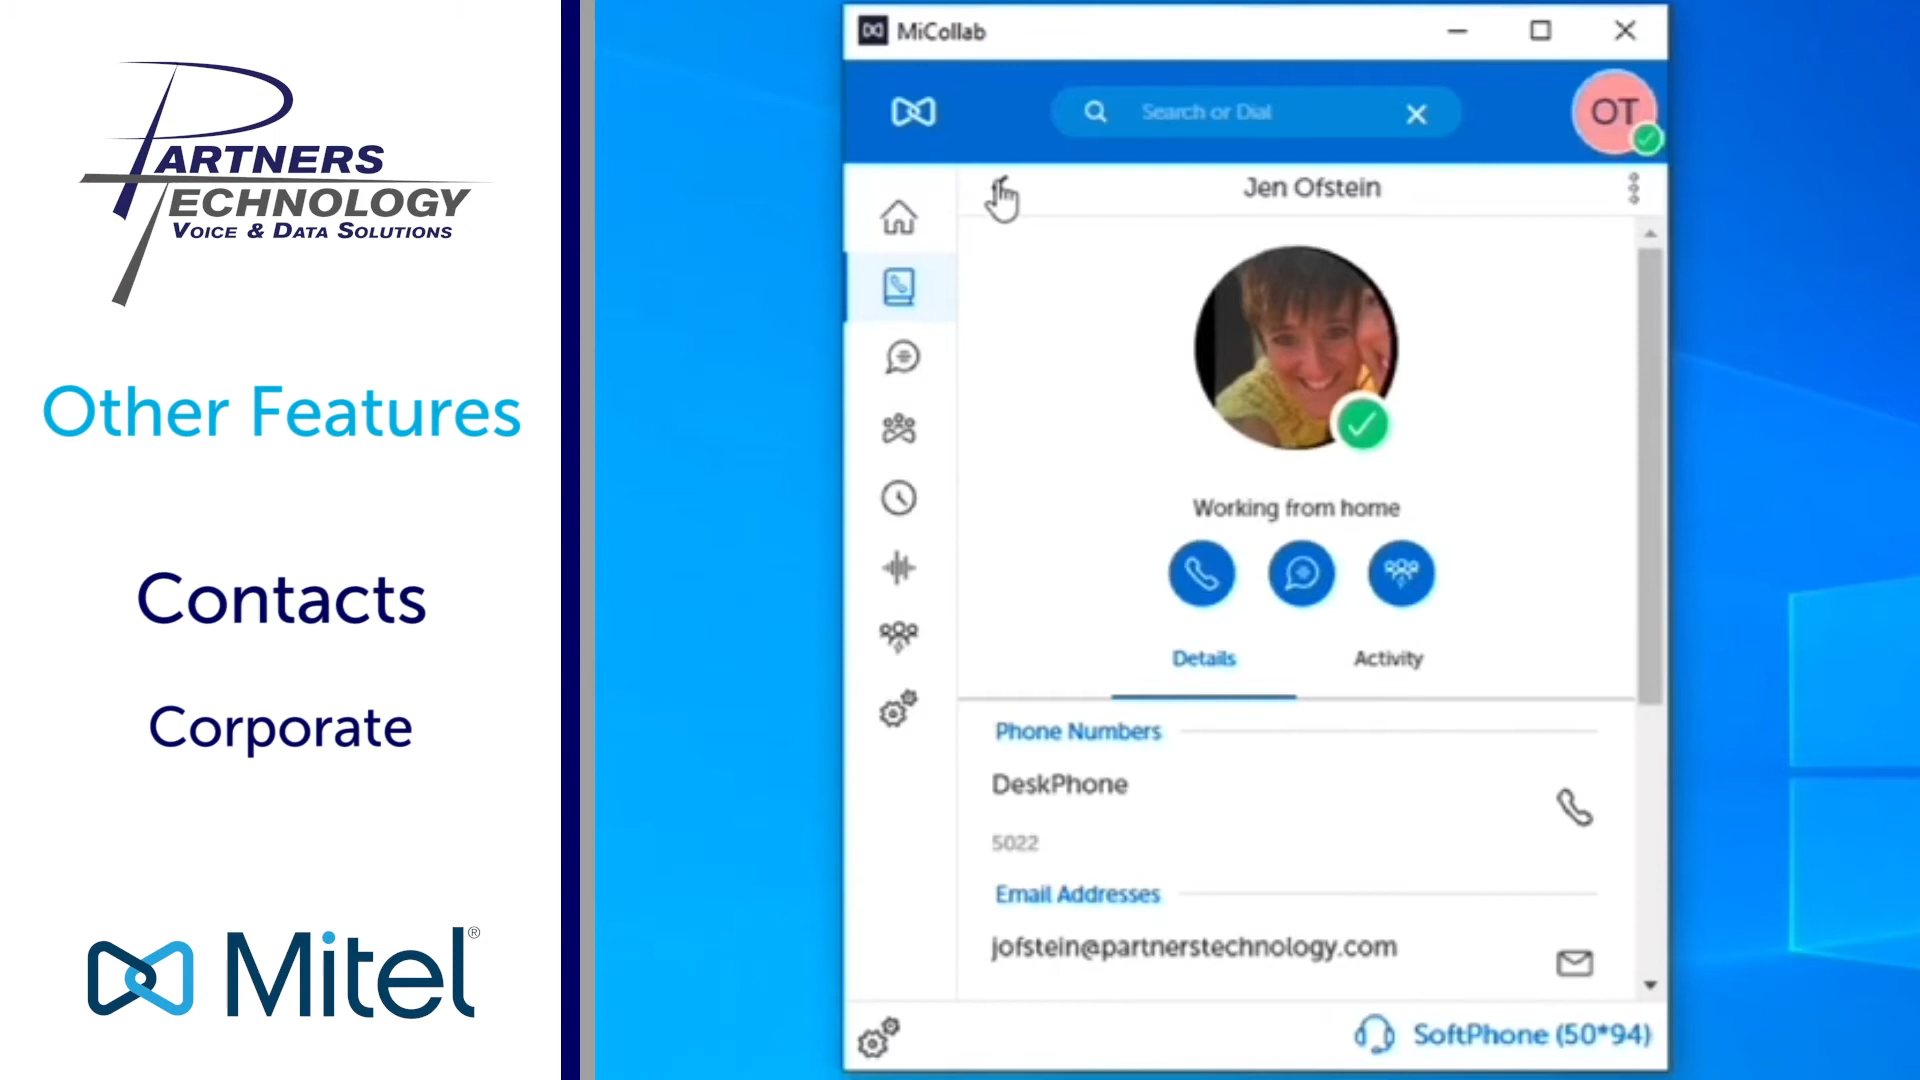 PARTNERS
TECHNOLOGY
VOICE & DATA SOLUTIONS
Other Features
Contacts
Corporate
Mitel®
MiCollab
Search or Dial
OT
Jen Ofstein
Working from home
Details
Activity
Phone Numbers
DeskPhone
5022
Email Addresses
jofstein@partnerstechnology.com
SoftPhone (50*94)